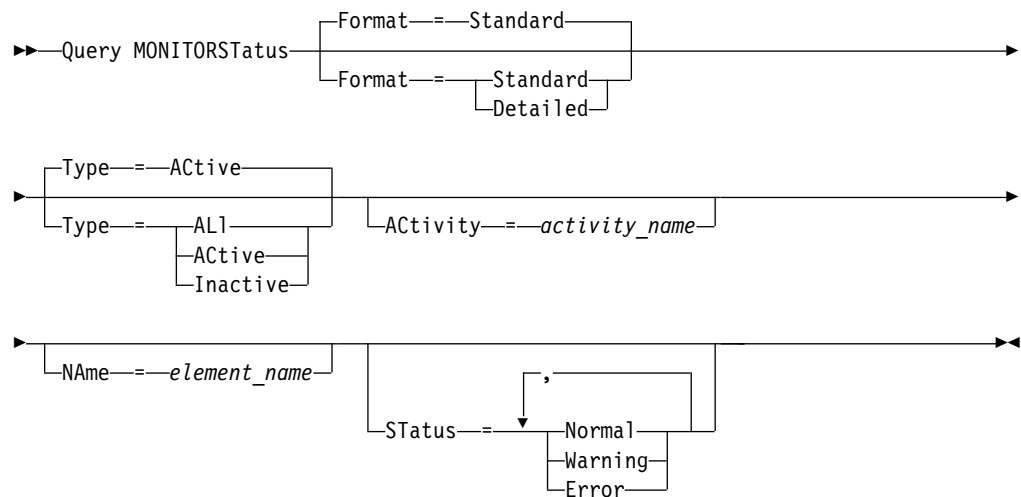 Format = Standard
Query MONITORSTatus
Format = Standard
Detailed
Type = ACtive
Type = ALl
ACtive
Inactive
ACtivity = activity_name
NAme = element_name
,
STatus = Normal
Warning
Error